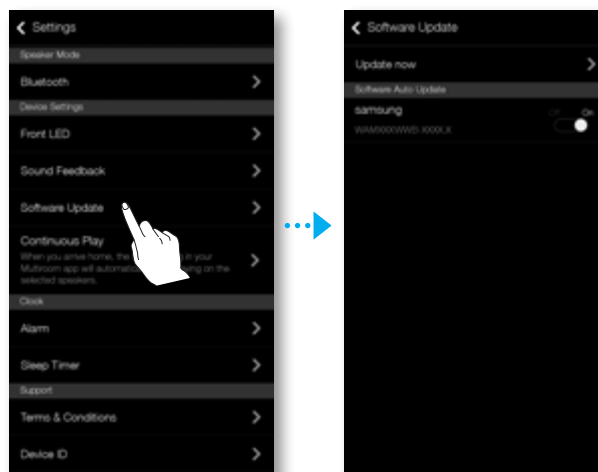 Settings
Speaker Mode
Bluetooth
Device Settings
Front LED
Sound Feedback
Software Update
Continuous Play
When you arrive home, the in your
Multiroom app will automatic ving on the
selected speakers.
Clock
Alarm
Sleep Timer
Support
Terms & Conditions
Device ID
Software Update
Update now
Software Auto Update
samsung
Off On